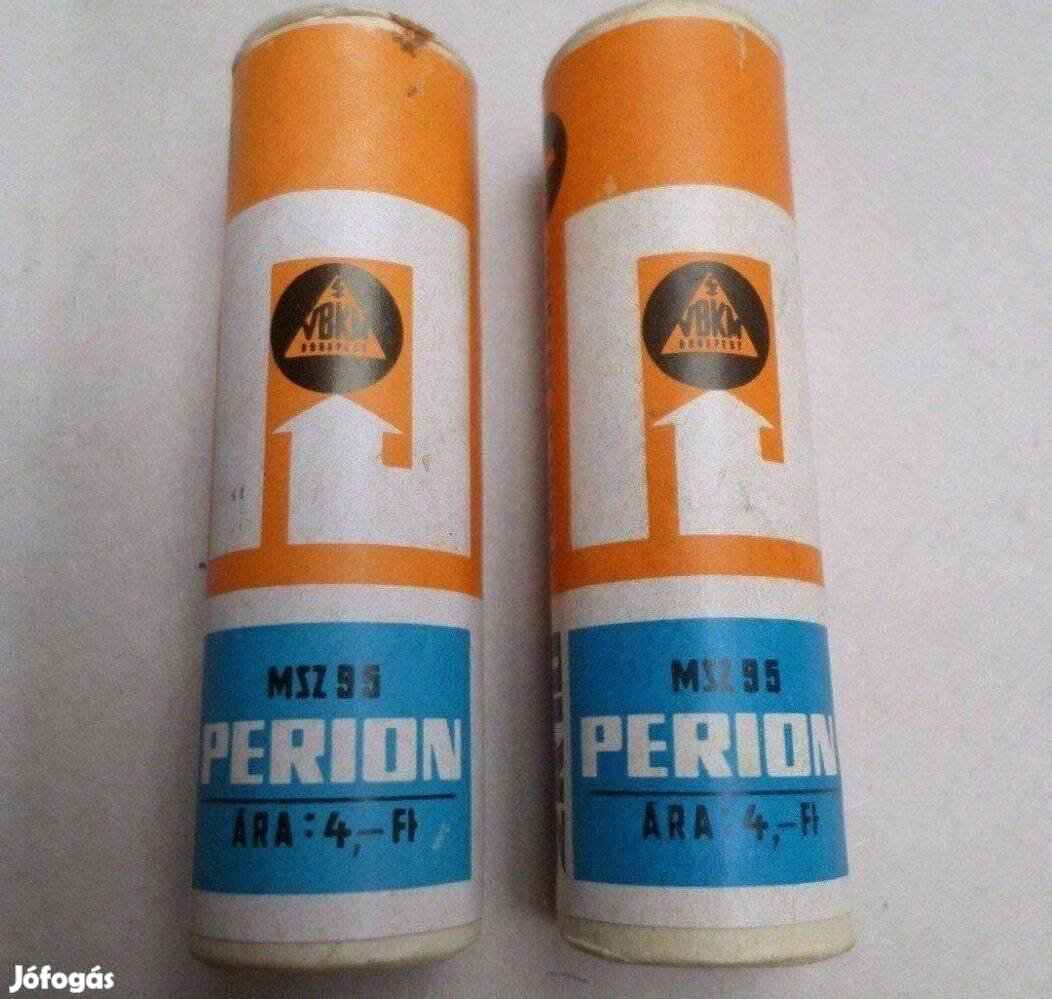 VBKM
BUDAPEST
MSZ 95
PERION
ÁRA: 4,- Ft
VBKM
BUDAPEST
MSZ 95
PERION
ÁRA: 4,- Ft
Jófogás